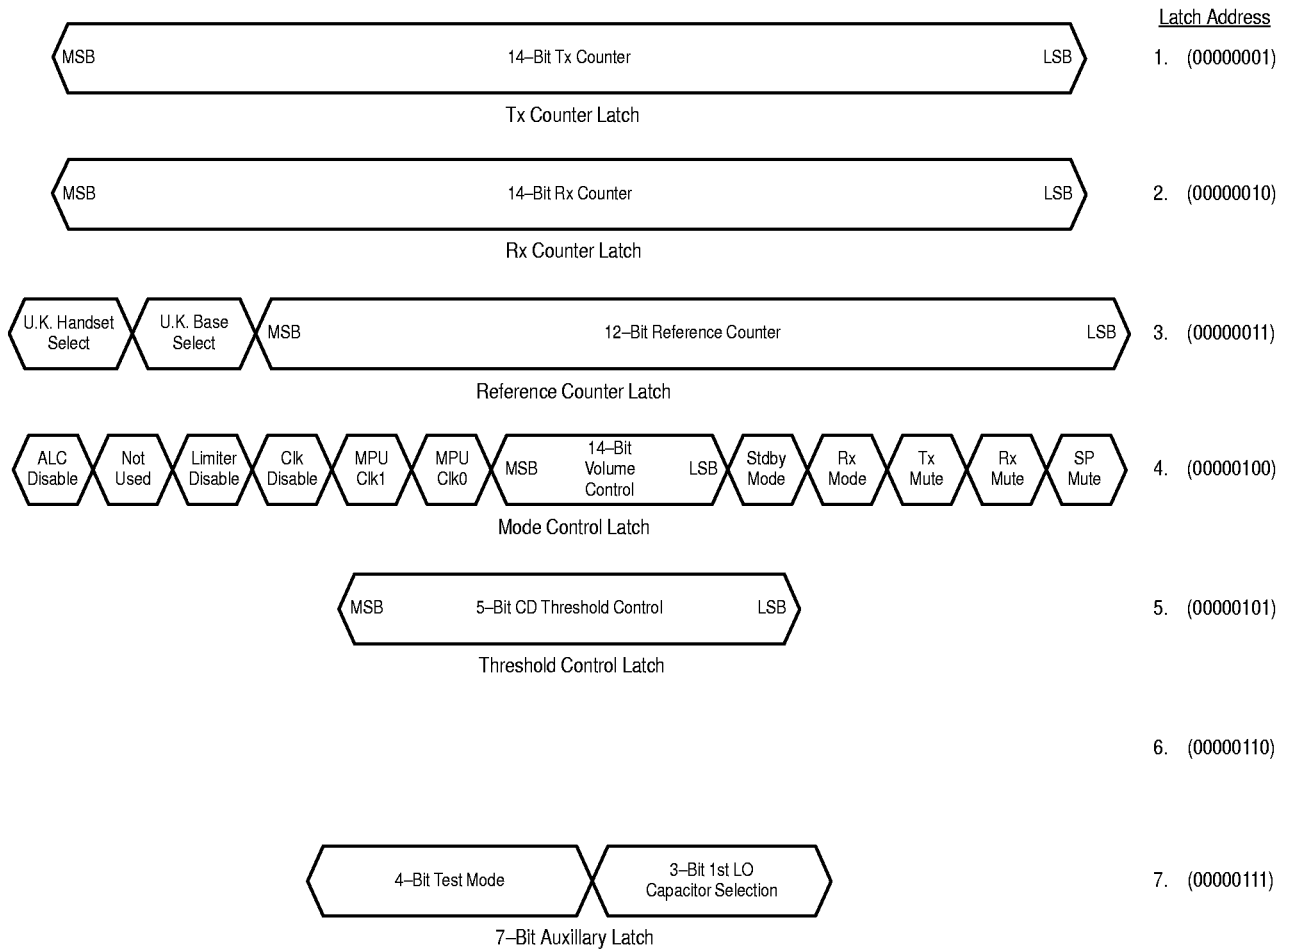 Latch Address
MSB 14–Bit Tx Counter LSB 1. (00000001)
Tx Counter Latch
MSB 14–Bit Rx Counter LSB 2. (00000010)
Rx Counter Latch
U.K. Handset Select
U.K. Base Select
MSB 12–Bit Reference Counter LSB 3. (00000011)
Reference Counter Latch
ALC Disable
Not Used
Limiter Disable
Clk Disable
MPU Clk1
MPU Clk0
MSB 14–Bit Volume Control LSB
Stdby Mode
Rx Mode
Tx Mute
Rx Mute
SP Mute
4. (00000100)
Mode Control Latch
MSB 5–Bit CD Threshold Control LSB 5. (00000101)
Threshold Control Latch
6. (00000110)
4–Bit Test Mode
3–Bit 1st LO
Capacitor Selection
7. (00000111)
7–Bit Auxillary Latch